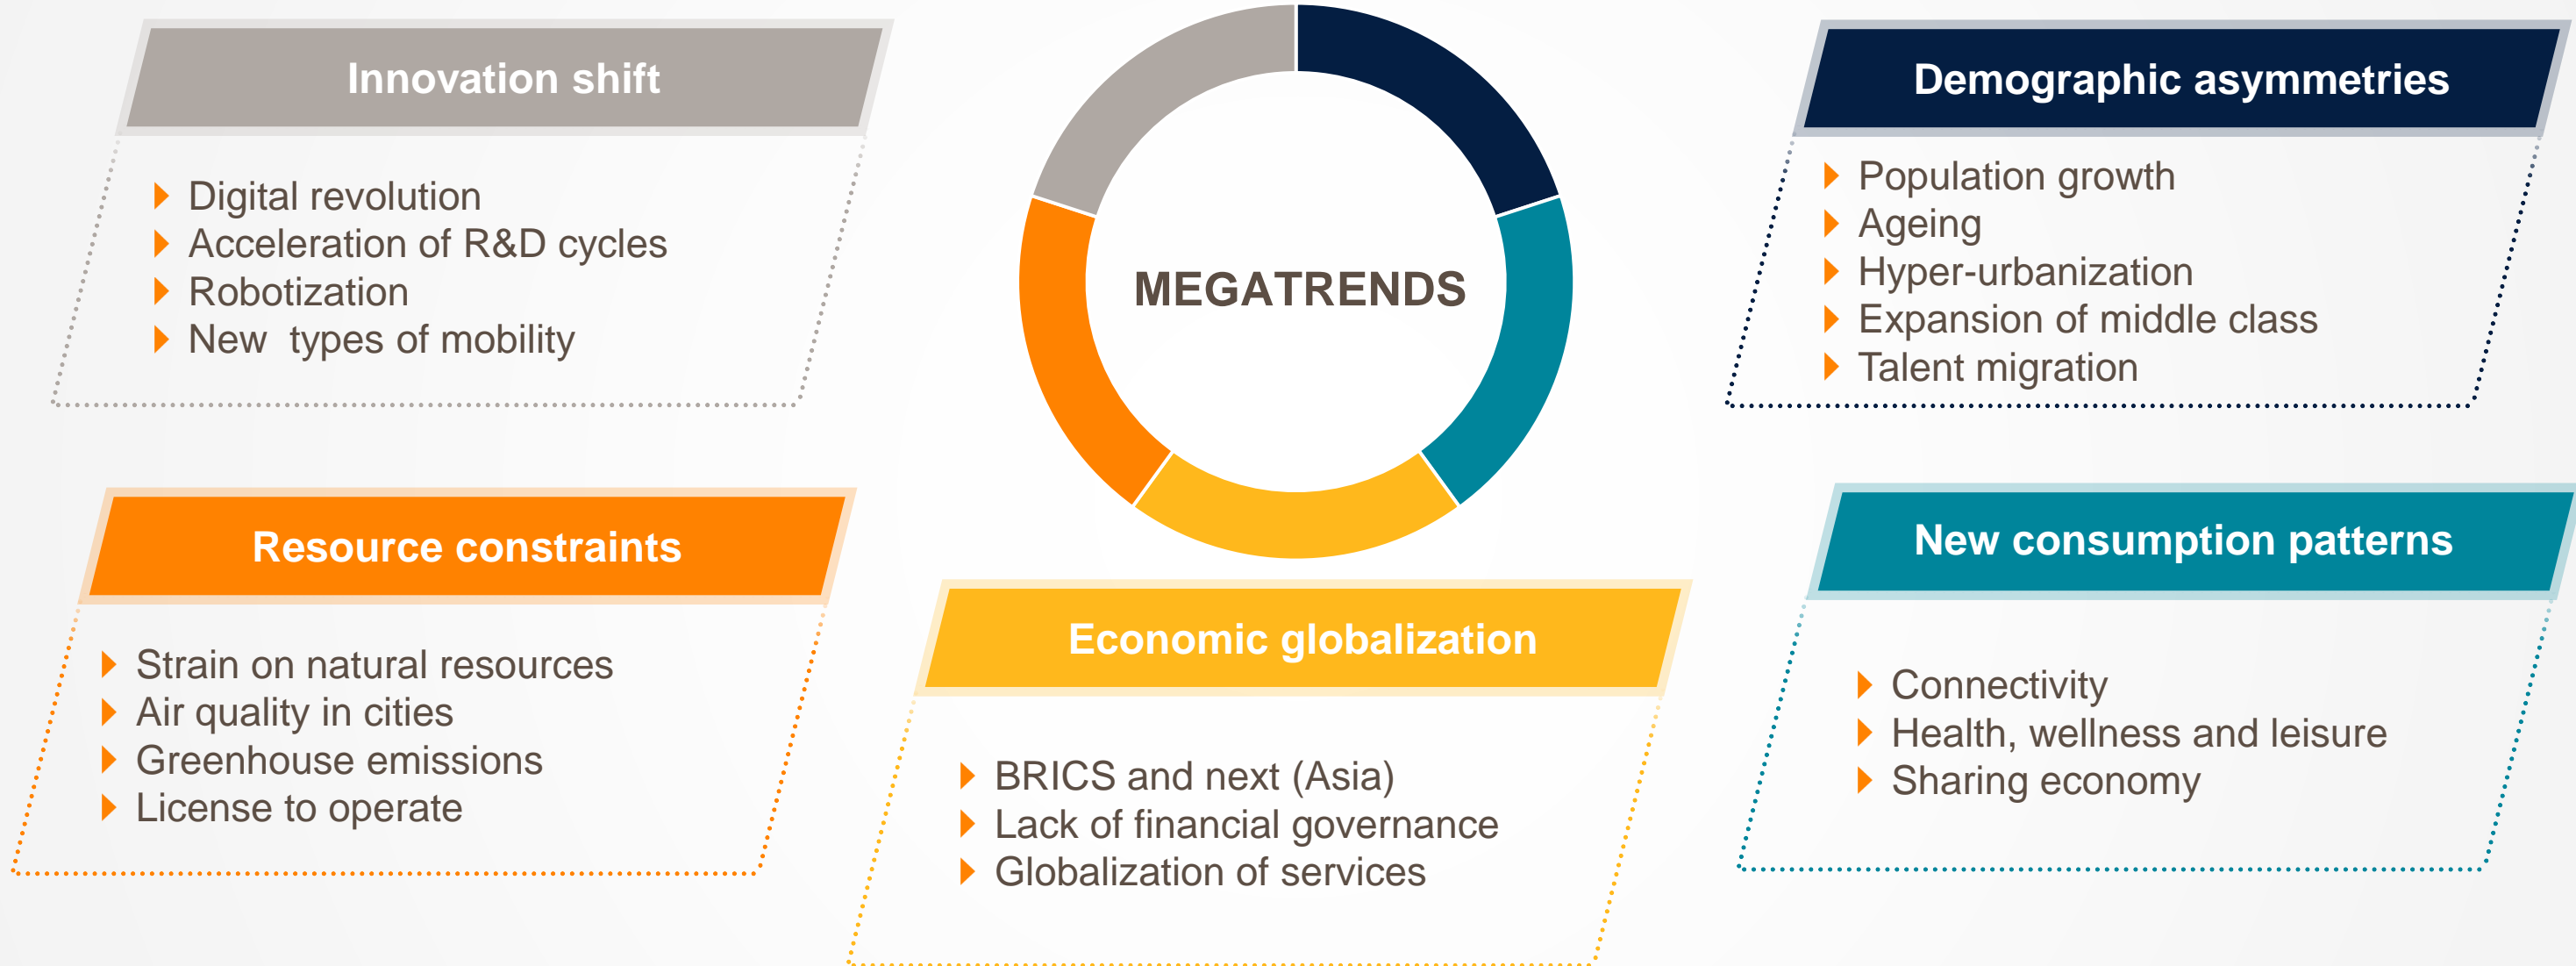 Innovation shift
Digital revolution
Acceleration of R&D cycles
Robotization
New  types of mobility
MEGATRENDS
Demographic asymmetries
Population growth
Ageing
Hyper-urbanization
Expansion of middle class
Talent migration
Resource constraints
Strain on natural resources
Air quality in cities
Greenhouse emissions
License to operate
Economic globalization
BRICS and next (Asia)
Lack of financial governance
Globalization of services
New consumption patterns
Connectivity
Health, wellness and leisure
Sharing economy